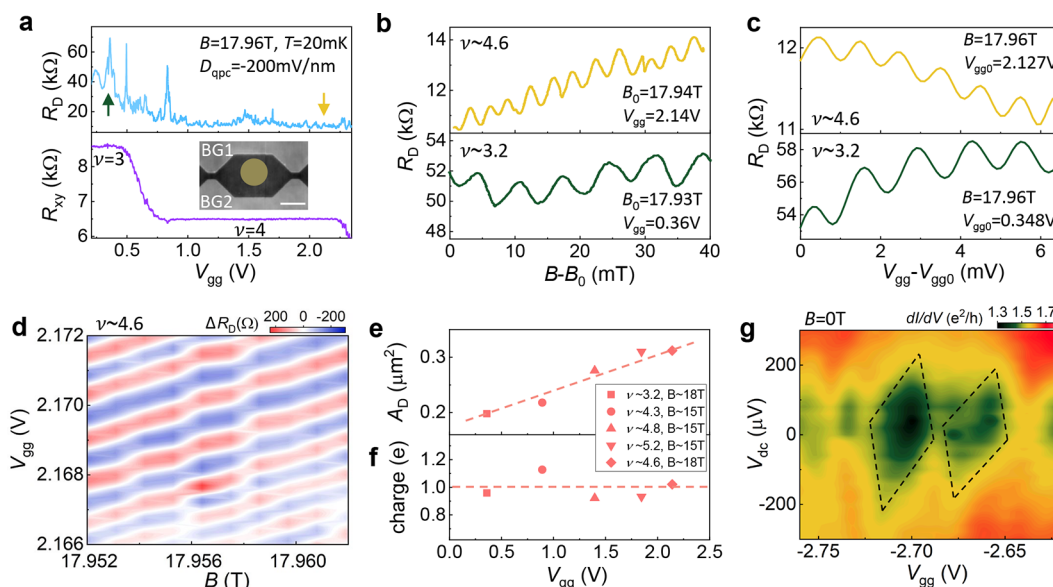 a
B=17.96T, T=20mK
D_qpc=-200mV/nm
R_D (kΩ)
60
40
20
R_xy (kΩ)
9
8
7
6
ν=3
ν=4
BG1
BG2
0.5
1.0
1.5
2.0
V_gg (V)
b
ν~4.6
14
12
10
B_0=17.94T
V_gg=2.14V
R_D (kΩ)
ν~3.2
54
52
50
48
B_0=17.93T
V_gg=0.36V
0
10
20
30
40
B-B_0 (mT)
c
B=17.96T
V_gg0=2.127V
12
11
ν~4.6
R_D (kΩ)
ν~3.2
58
56
54
B=17.96T
V_gg0=0.348V
0
2
4
6
V_gg-V_gg0 (mV)
d
ν~4.6
ΔR_D(Ω)
200
0
-200
2.172
2.170
2.168
2.166
V_gg (V)
17.952
17.956
17.960
B (T)
e
A_D (μm²)
0.3
0.2
ν~3.2, B~18T
ν~4.3, B~15T
ν~4.8, B~15T
ν~5.2, B~15T
ν~4.6, B~18T
f
charge (e)
1.2
1.0
0.8
0.0
0.5
1.0
1.5
2.0
2.5
V_gg (V)
g
B=0T
dI/dV (e²/h)
1.3
1.5
1.7
V_dc (μV)
200
0
-200
-2.75
-2.70
-2.65
V_gg (V)